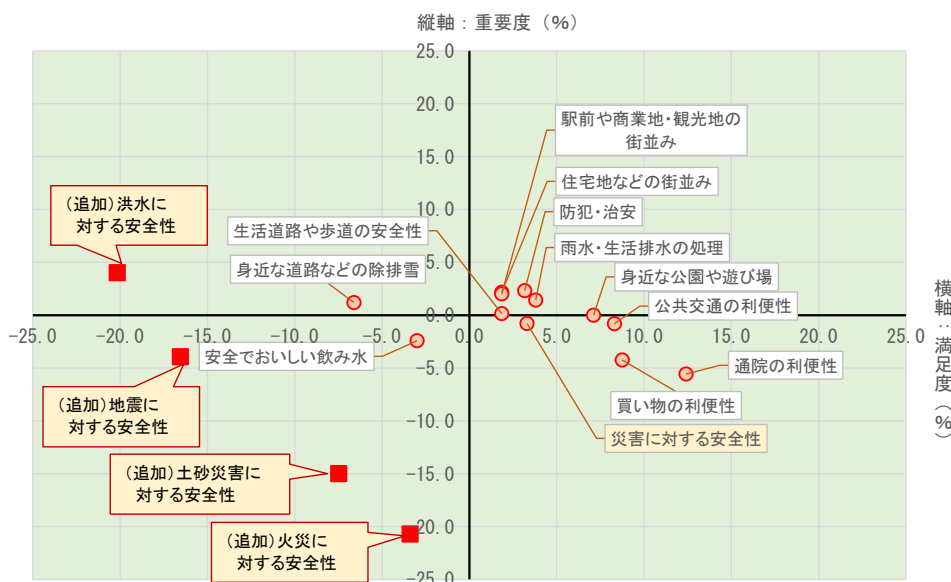 縦軸：重要度（%）
25.0
20.0
15.0
10.0
5.0
0.0
-5.0
-10.0
-15.0
-20.0
-25.0
-25.0
-20.0
-15.0
-10.0
-5.0
0.0
5.0
10.0
15.0
20.0
25.0
横軸：満足度（%）
駅前や商業地・観光地の
街並み
住宅地などの街並み
防犯・治安
雨水・生活排水の処理
身近な公園や遊び場
公共交通の利便性
通院の利便性
買い物の利便性
災害に対する安全性
生活道路や歩道の安全性
身近な道路などの除排雪
安全でおいしい飲み水
（追加）洪水に
対する安全性
（追加）地震に
対する安全性
（追加）土砂災害に
対する安全性
（追加）火災に
対する安全性